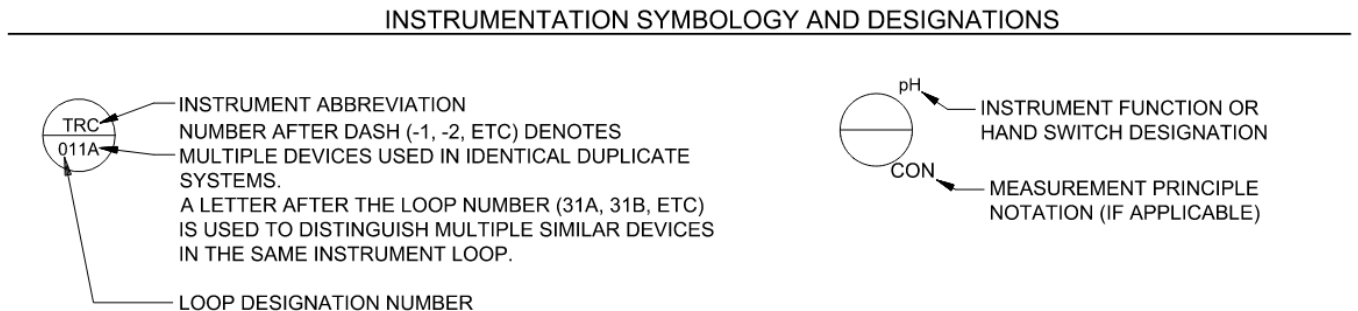 INSTRUMENTATION SYMBOLOGY AND DESIGNATIONS
TRC
011A
INSTRUMENT ABBREVIATION
NUMBER AFTER DASH (-1, -2, ETC) DENOTES
MULTIPLE DEVICES USED IN IDENTICAL DUPLICATE
SYSTEMS.
A LETTER AFTER THE LOOP NUMBER (31A, 31B, ETC)
IS USED TO DISTINGUISH MULTIPLE SIMILAR DEVICES
IN THE SAME INSTRUMENT LOOP.
LOOP DESIGNATION NUMBER
pH
INSTRUMENT FUNCTION OR
HAND SWITCH DESIGNATION
CON
MEASUREMENT PRINCIPLE
NOTATION (IF APPLICABLE)